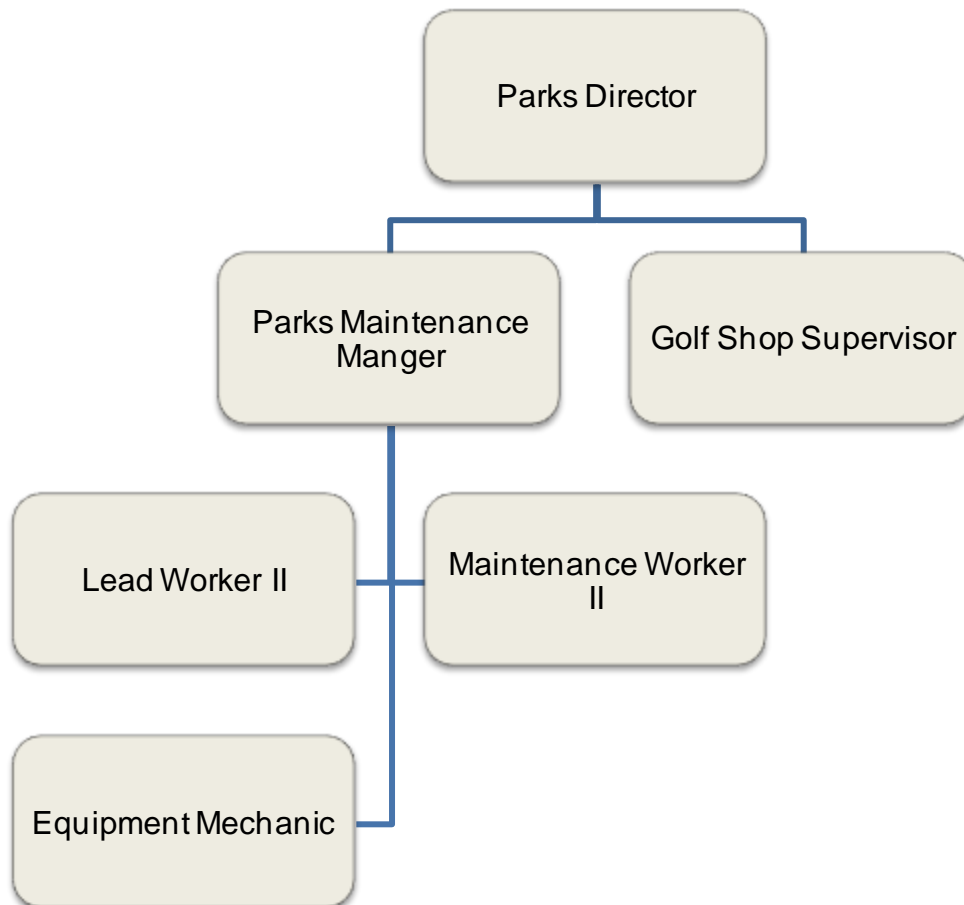 Parks Director
Parks Maintenance
Manger
Golf Shop Supervisor
Lead Worker II
Maintenance Worker
II
Equipment Mechanic